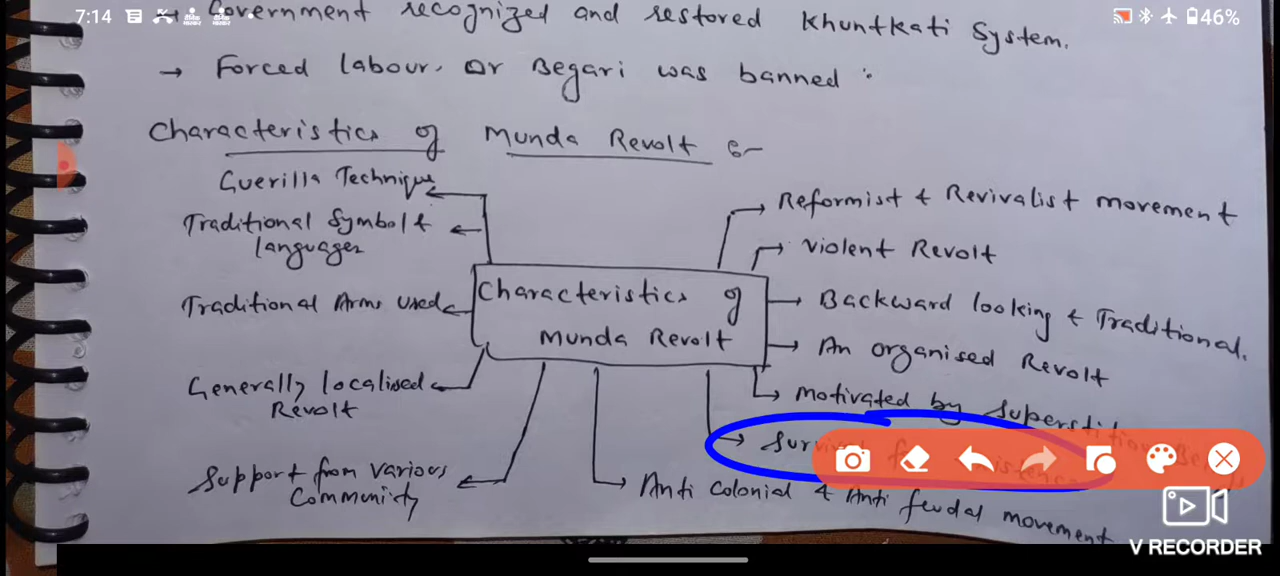 7:14
46%
Government recognized and restored Khuntkati System.
→ Forced labour. Or Begari was banned :
Characteristics of Munda Revolt :-
Guerilla Technique
Traditional Symbol &
languages
Traditional Arms used
Generally localised
Revolt
Support from various
Community
Characteristics of
Munda Revolt
→ Reformist & Revivalist movement
→ Violent Revolt
→ Backward looking & Traditional.
→ An organised Revolt
→ Motivated by
→ Anti Colonial & Anti feudal movement
V RECORDER